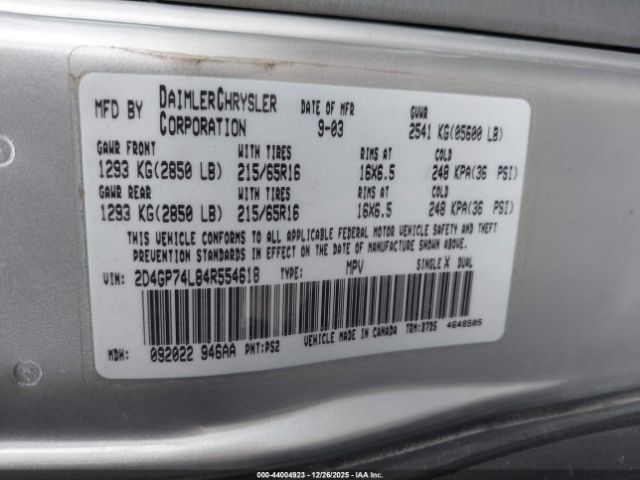 MFD BY DAIMLERCHRYSLER CORPORATION DATE OF MFR 9-03 GVWR 2541 KG(05600 LB)
GAWR FRONT WITH TIRES RIMS AT COLD
1293 KG(2850 LB) 215/65R16 16X6.5 248 KPA(36 PSI)
GAWR REAR WITH TIRES RIMS AT COLD
1293 KG(2850 LB) 215/65R16 16X6.5 248 KPA(36 PSI)
THIS VEHICLE CONFORMS TO ALL APPLICABLE FEDERAL MOTOR VEHICLE SAFETY AND THEFT
PREVENTION STANDARDS IN EFFECT ON THE DATE OF MANUFACTURE SHOWN ABOVE.
VIN: 2D4GP74L84R554618 TYPE: MPV SINGLE X DUAL
VEHICLE MADE IN CANADA TRM:B7D5 4648505
MDH: 092022 946AA PNT:PS2
000-44004923 | 12/26/2025 | IAA Inc.